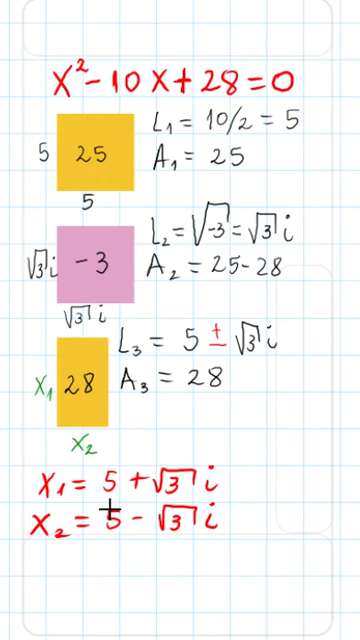 x² - 10x + 28 = 0
5 25 L₁ = 10/2 = 5
A₁ = 25
5
L₂ = √-3 = √3 i
√3 i - 3 A₂ = 25 - 28
√3 i
L₃ = 5 ± √3 i
x₁ 28 A₃ = 28
x₂
x₁ = 5 + √3 i
x₂ = 5 - √3 i